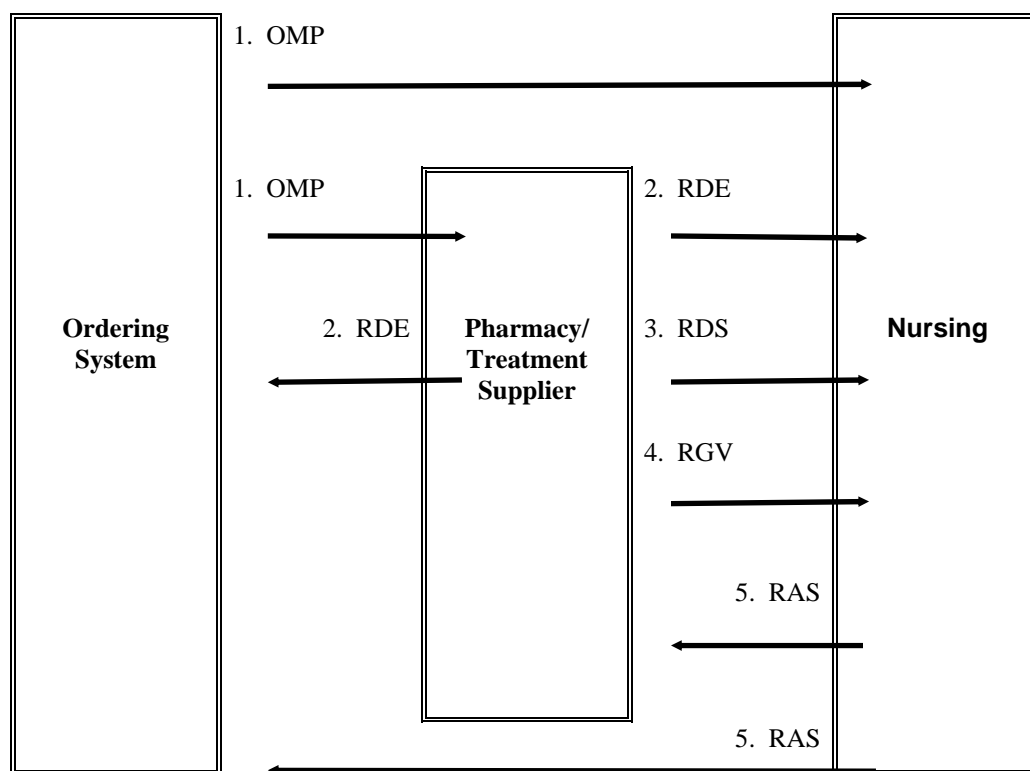 1. OMP
1. OMP
2. RDE
Ordering
System
2. RDE
Pharmacy/
Treatment
Supplier
3. RDS
Nursing
4. RGV
5. RAS
5. RAS